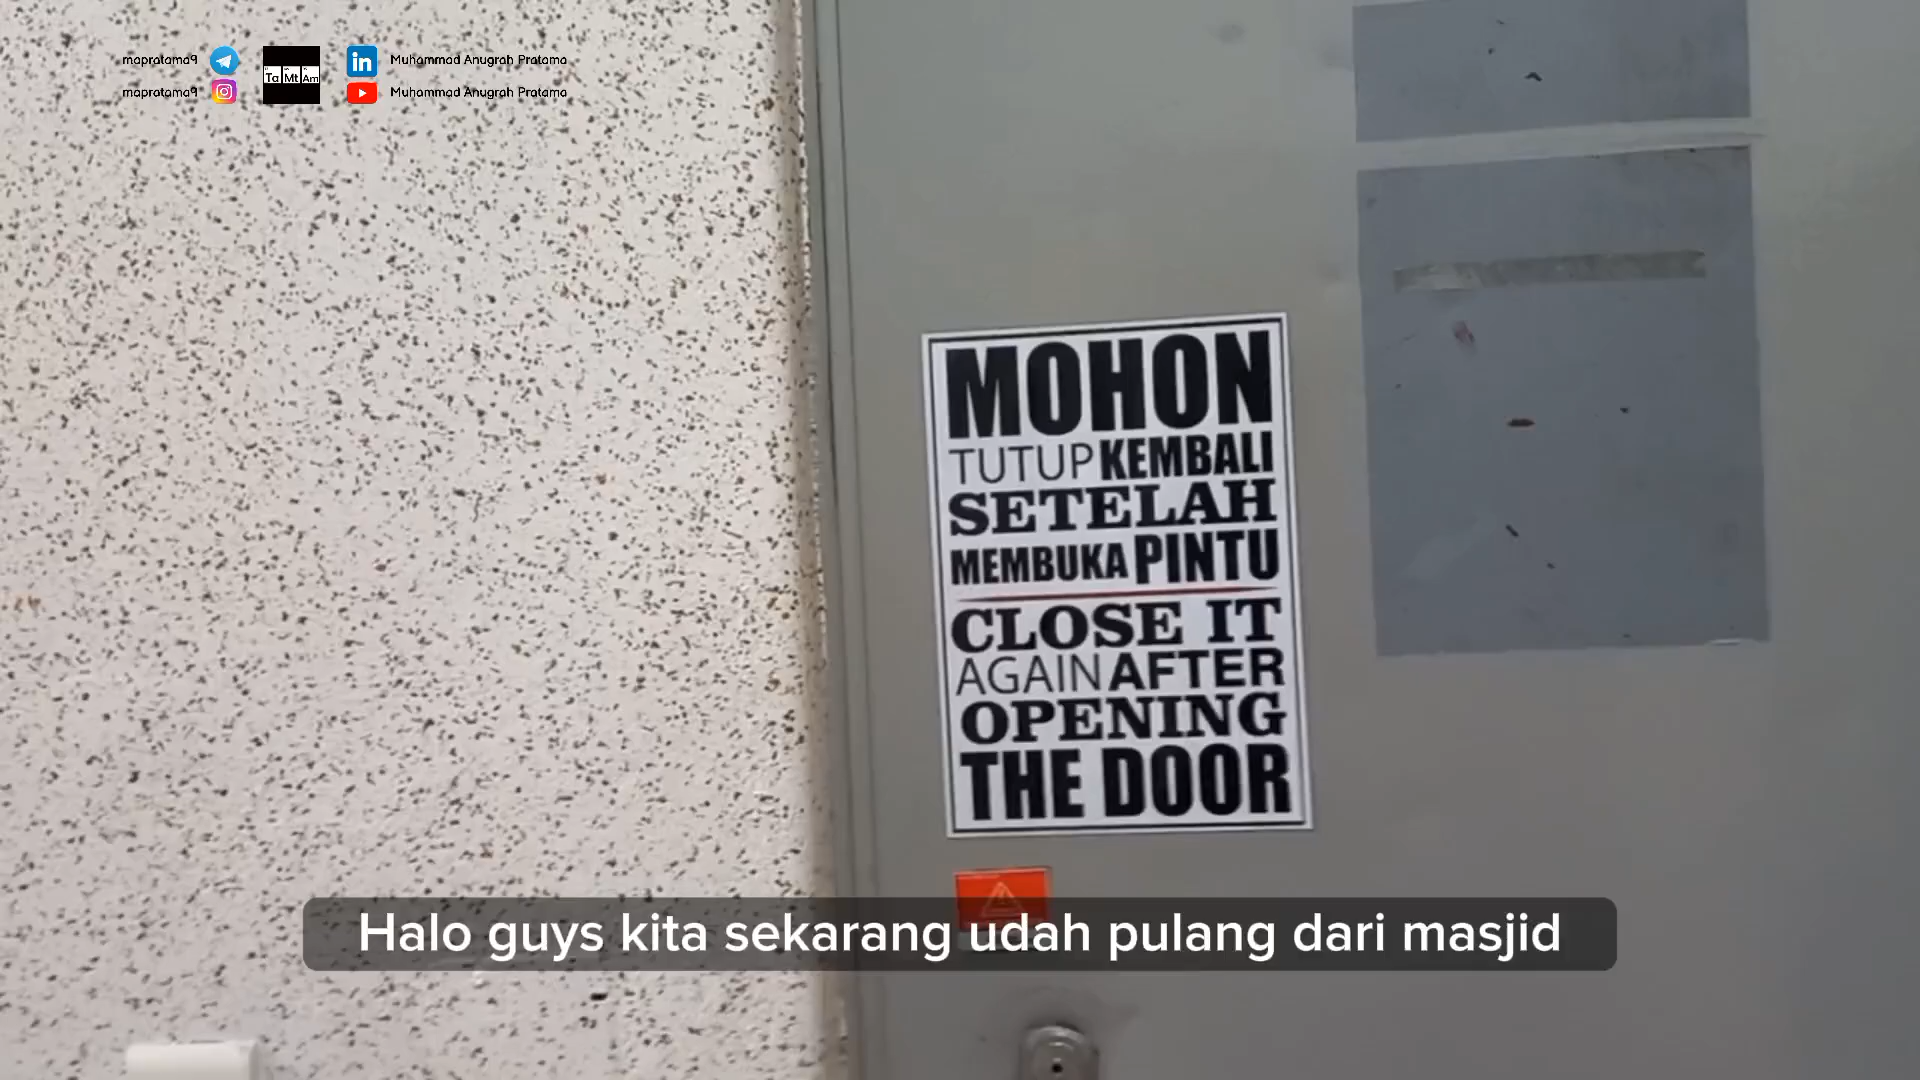 mapratama9
mapratama9
Ta Mt Am
in
Muhammad Anugrah Pratama
Muhammad Anugrah Pratama
MOHON
TUTUP KEMBALI
SETELAH
MEMBUKA PINTU
CLOSE IT
AGAIN AFTER
OPENING
THE DOOR
Halo guys kita sekarang udah pulang dari masjid